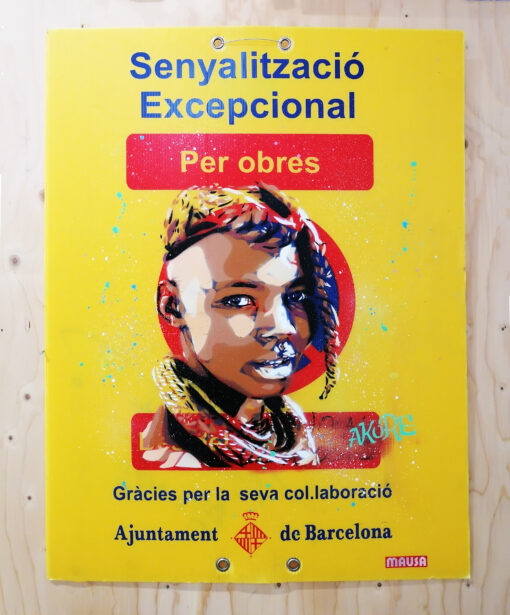 Senyalització
Excepcional
Per obres
AKORE
Gràcies per la seva col.laboració
Ajuntament de Barcelona
MAUSA